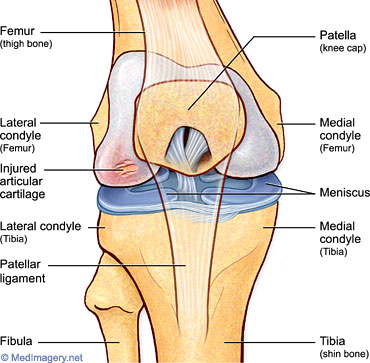 Femur
(thigh bone)
Patella
(knee cap)
Lateral
condyle
(Femur)
Medial
condyle
(Femur)
Injured
articular
cartilage
Meniscus
Lateral condyle
(Tibia)
Medial
condyle
(Tibia)
Patellar
ligament
Fibula
Tibia
(shin bone)
© MedImagery.net